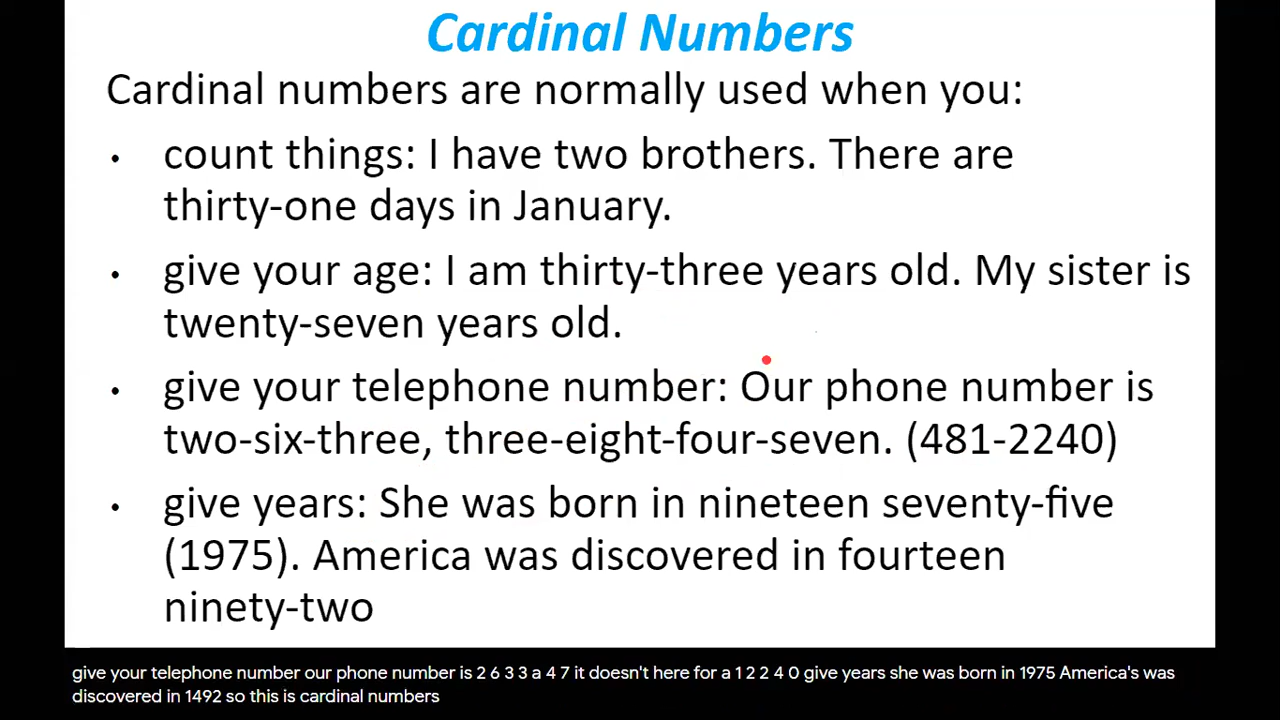 Cardinal Numbers
Cardinal numbers are normally used when you:
• count things: I have two brothers. There are
thirty-one days in January.
• give your age: I am thirty-three years old. My sister is
twenty-seven years old.
• give your telephone number: Our phone number is
two-six-three, three-eight-four-seven. (481-2240)
• give years: She was born in nineteen seventy-five
(1975). America was discovered in fourteen
ninety-two
give your telephone number our phone number is 2 6 3 3 a 4 7 it doesn't here for a 1 2 2 4 0 give years she was born in 1975 America's was
discovered in 1492 so this is cardinal numbers